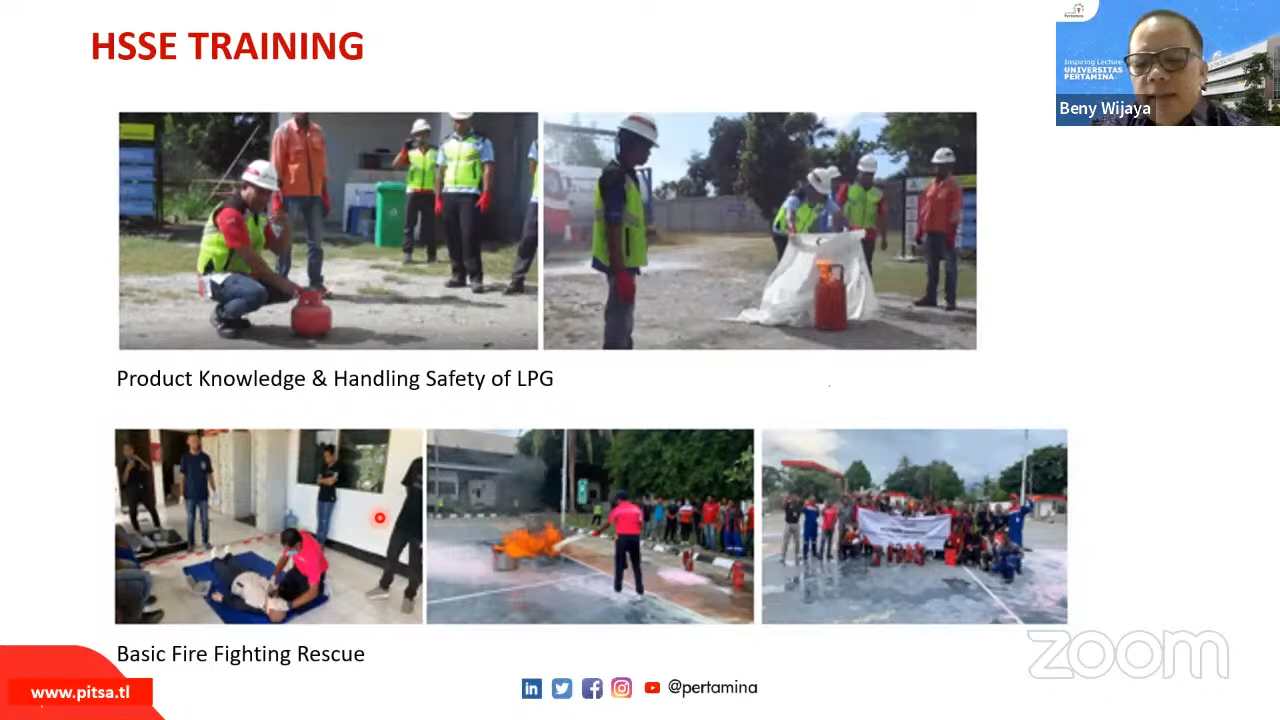 HSSE TRAINING
Pertamina
Inspiring Lecture
UNIVERSITAS
PERTAMINA
Beny Wijaya
Product Knowledge & Handling Safety of LPG
Basic Fire Fighting Rescue
zoom
www.pitsa.tl
@pertamina